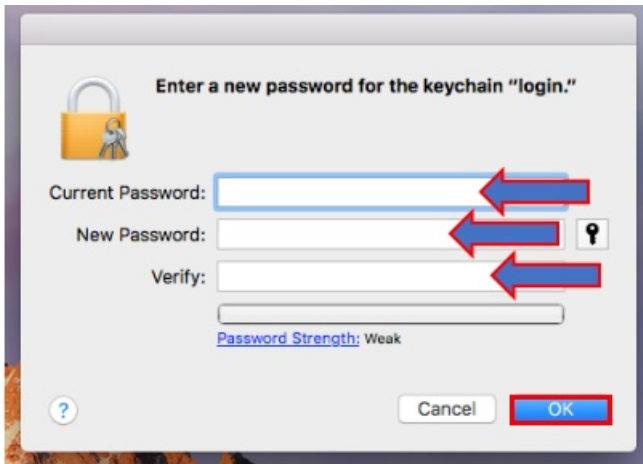 Enter a new password for the keychain “login.”
Current Password:
New Password:
Verify:
Password Strength: Weak
?
Cancel
OK